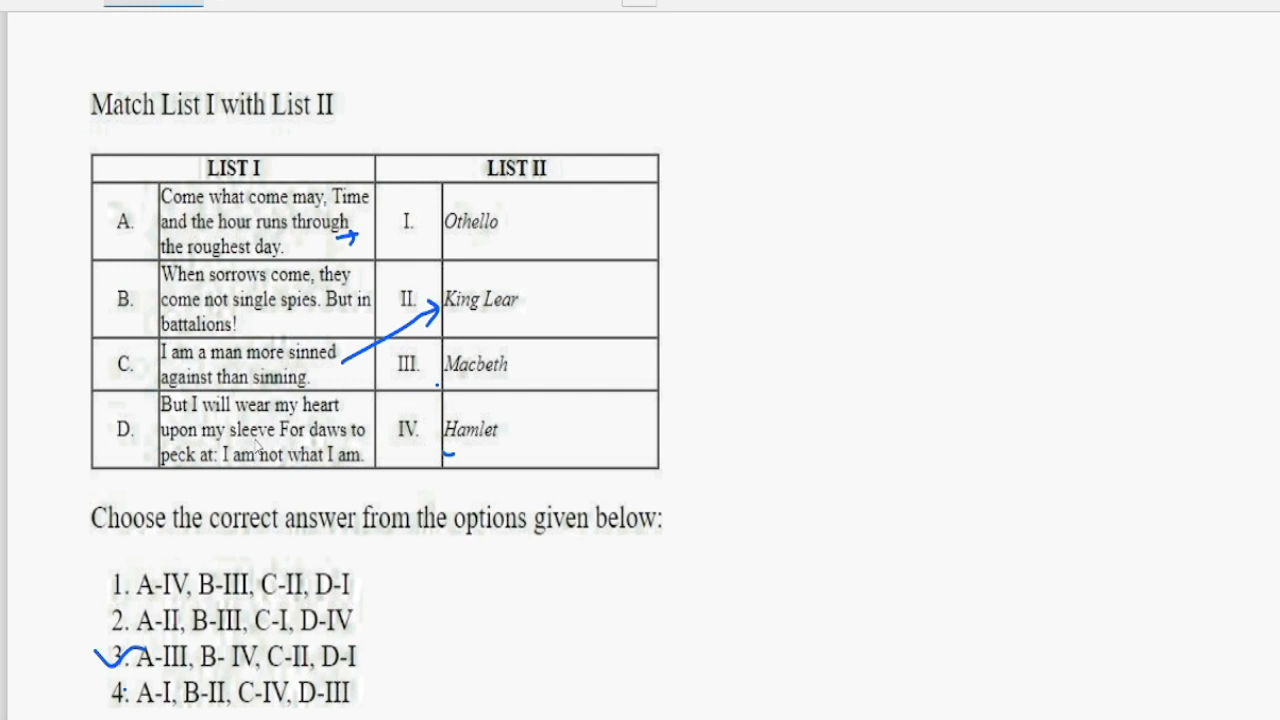 Match List I with List II
LIST I LIST II
A. Come what come may, Time and the hour runs through the roughest day. I. Othello
B. When sorrows come, they come not single spies. But in battalions! II. King Lear
C. I am a man more sinned against than sinning. III. Macbeth
D. But I will wear my heart upon my sleeve For daws to peck at: I am not what I am. IV. Hamlet
Choose the correct answer from the options given below:
1. A-IV, B-III, C-II, D-I
2. A-II, B-III, C-I, D-IV
3. A-III, B- IV, C-II, D-I
4. A-I, B-II, C-IV, D-III